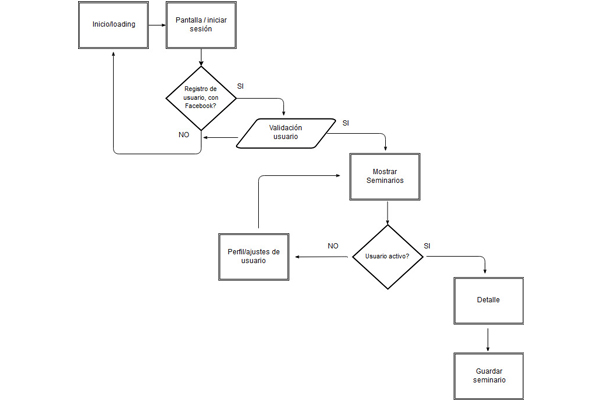 Inicio/loading
Pantalla / iniciar
sesión
Registro de
usuario, con
Facebook?
SI
NO
Validación
usuario
SI
Mostrar
Seminarios
Perfil/ajustes de
usuario
NO
Usuario activo?
SI
Detalle
Guardar
seminario